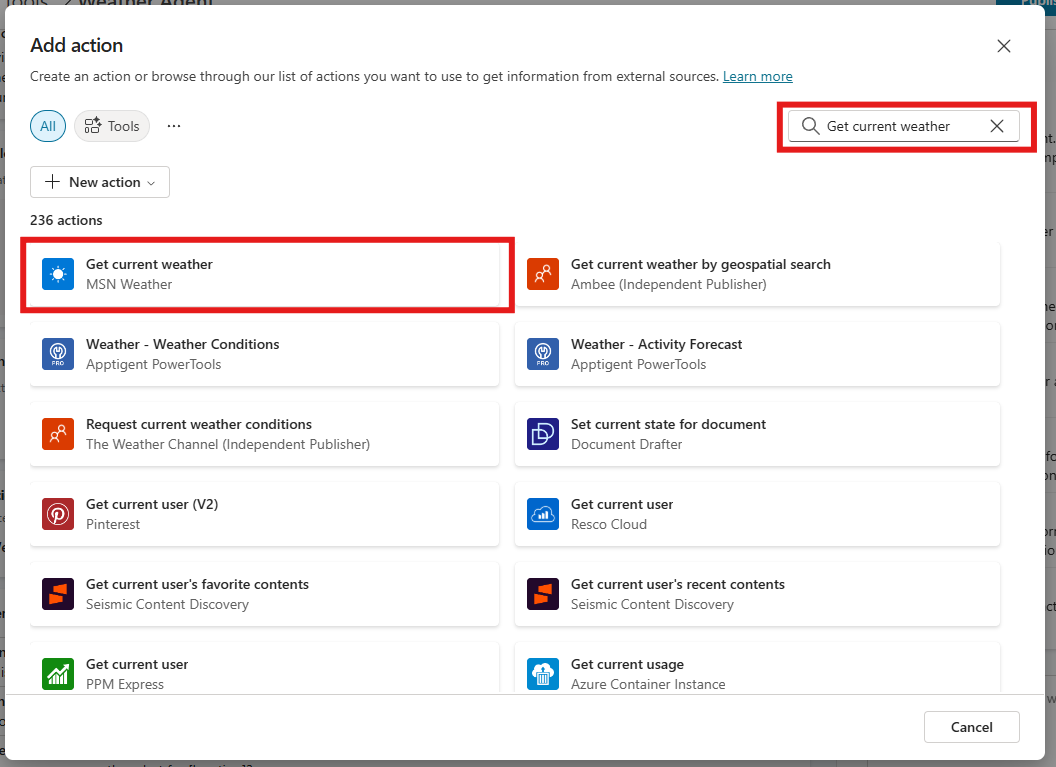 Add action
Create an action or browse through our list of actions you want to use to get information from external sources. Learn more
All
Tools
...
Get current weather
New action
236 actions
Get current weather
MSN Weather
Get current weather by geospatial search
Ambee (Independent Publisher)
Weather - Weather Conditions
Apptigent PowerTools
Weather - Activity Forecast
Apptigent PowerTools
Request current weather conditions
The Weather Channel (Independent Publisher)
Set current state for document
Document Drafter
Get current user (V2)
Pinterest
Get current user
Resco Cloud
Get current user's favorite contents
Seismic Content Discovery
Get current user's recent contents
Seismic Content Discovery
Get current user
PPM Express
Get current usage
Azure Container Instance
Cancel